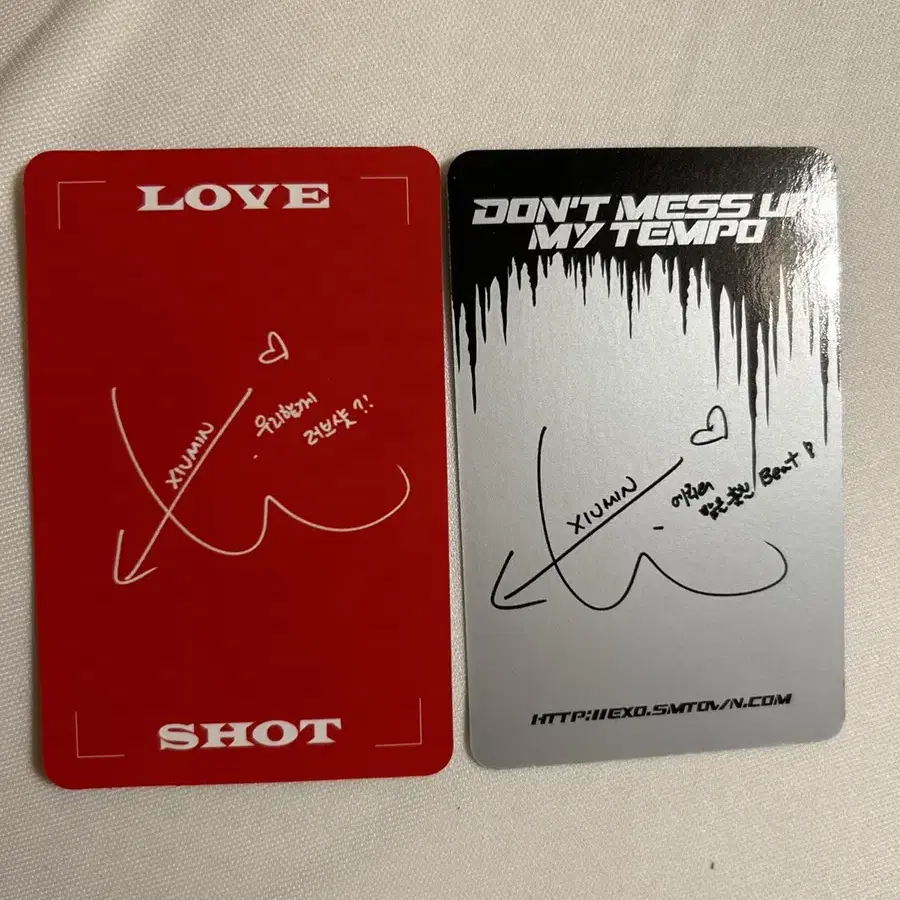 LOVE
XIUMIN
우리함께
러브샷?!
SHOT
DON'T MESS UP
MY TEMPO
XIUMIN
Beat
HTTP://EXO.SMTOWN.COM